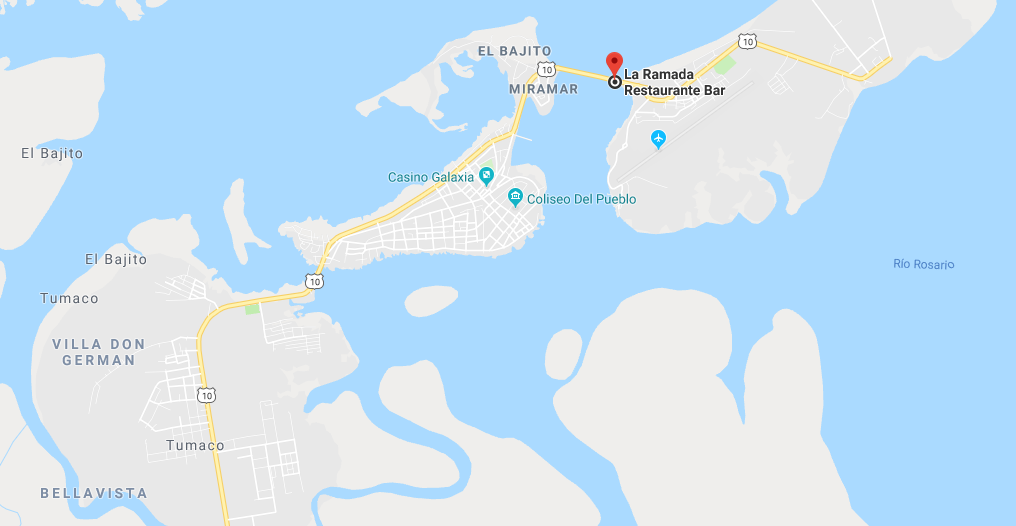 EL BAJITO
10
10
MIRAMAR
La Ramada
Restaurante Bar
El Bajito
Casino Galaxia
Coliseo Del Pueblo
El Bajito
Río Rosario
10
Tumaco
VILLA DON
GERMAN
10
Tumaco
BELLAVISTA